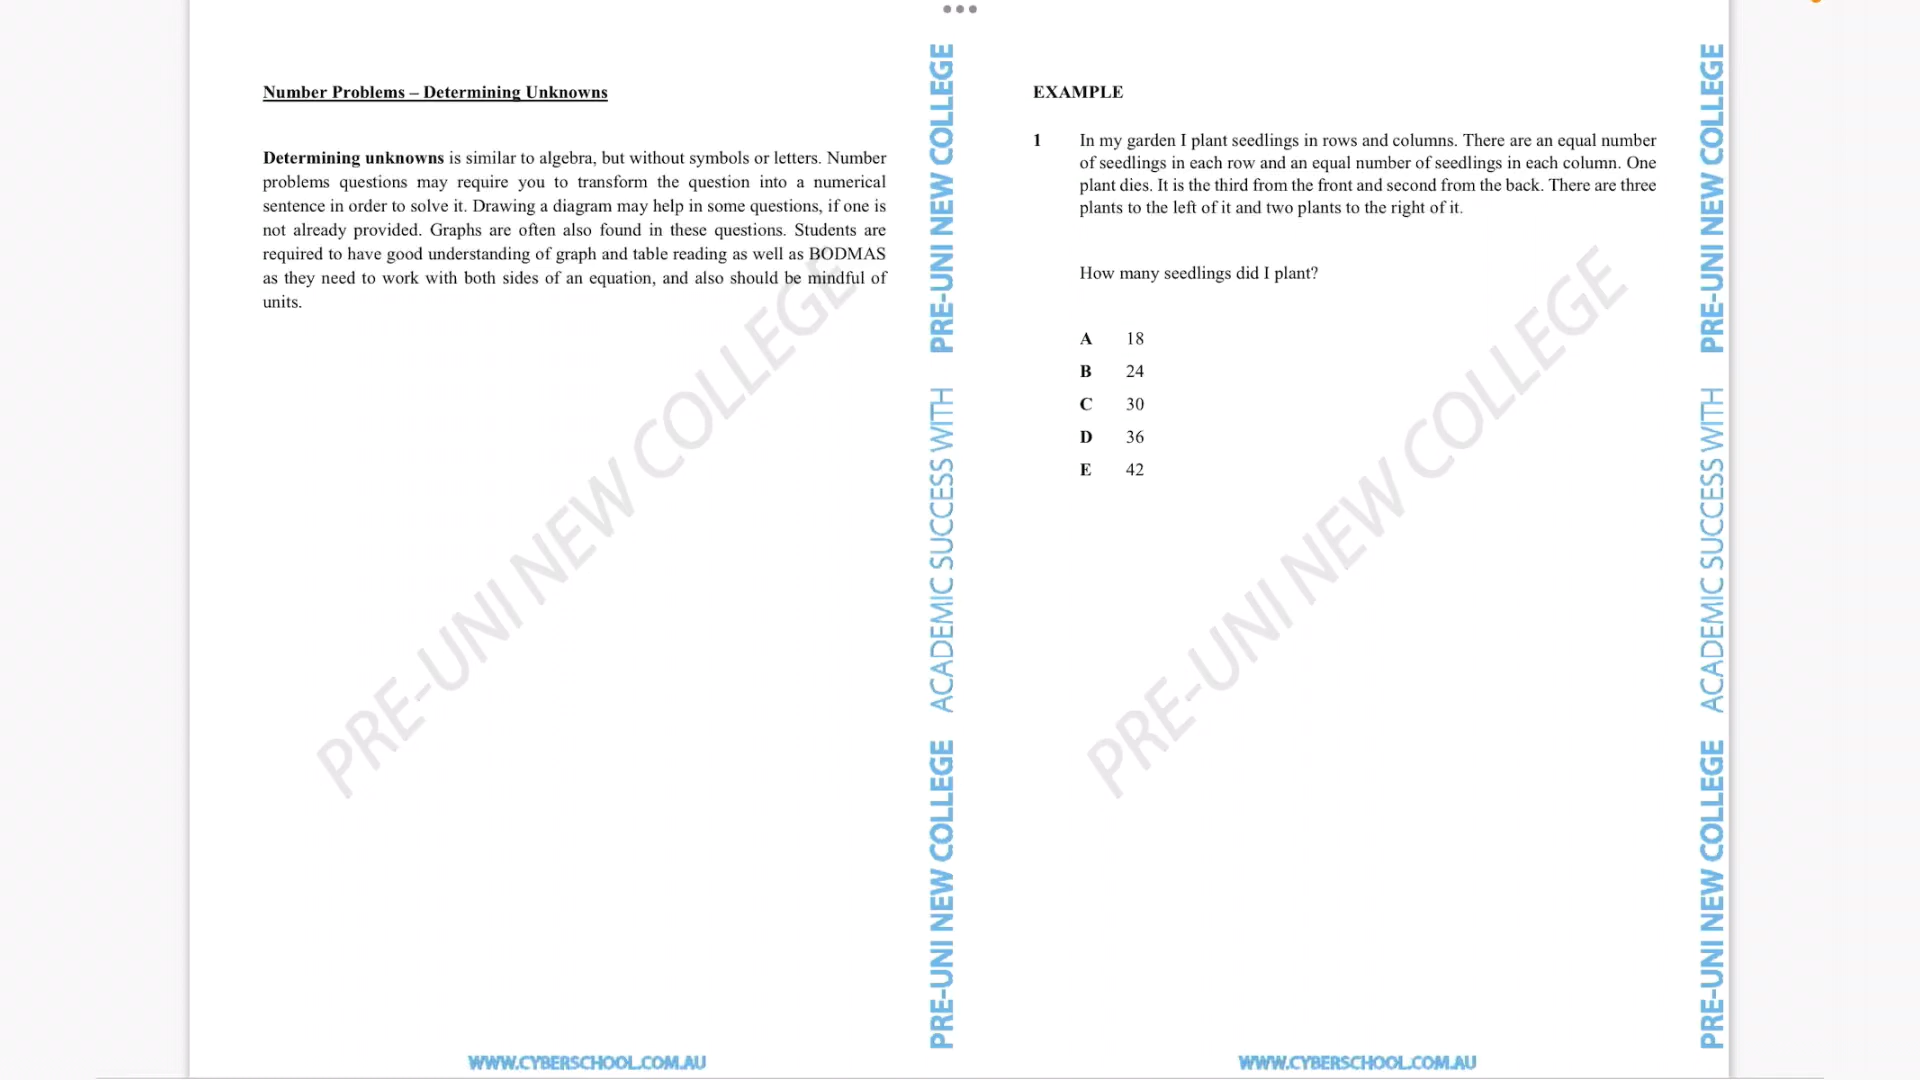 Number Problems – Determining Unknowns
Determining unknowns is similar to algebra, but without symbols or letters. Number
problems questions may require you to transform the question into a numerical
sentence in order to solve it. Drawing a diagram may help in some questions, if one is
not already provided. Graphs are often also found in these questions. Students are
required to have good understanding of graph and table reading as well as BODMAS
as they need to work with both sides of an equation, and also should be mindful of
units.
PRE-UNI NEW COLLEGE
PRE-UNI NEW COLLEGE ACADEMIC SUCCESS WITH PRE-UNI NEW COLLEGE
WWW.CYBERSCHOOL.COM.AU
EXAMPLE
1 In my garden I plant seedlings in rows and columns. There are an equal number
of seedlings in each row and an equal number of seedlings in each column. One
plant dies. It is the third from the front and second from the back. There are three
plants to the left of it and two plants to the right of it.
How many seedlings did I plant?
A 18
B 24
C 30
D 36
E 42
PRE-UNI NEW COLLEGE
PRE-UNI NEW COLLEGE ACADEMIC SUCCESS WITH PRE-UNI NEW COLLEGE
WWW.CYBERSCHOOL.COM.AU